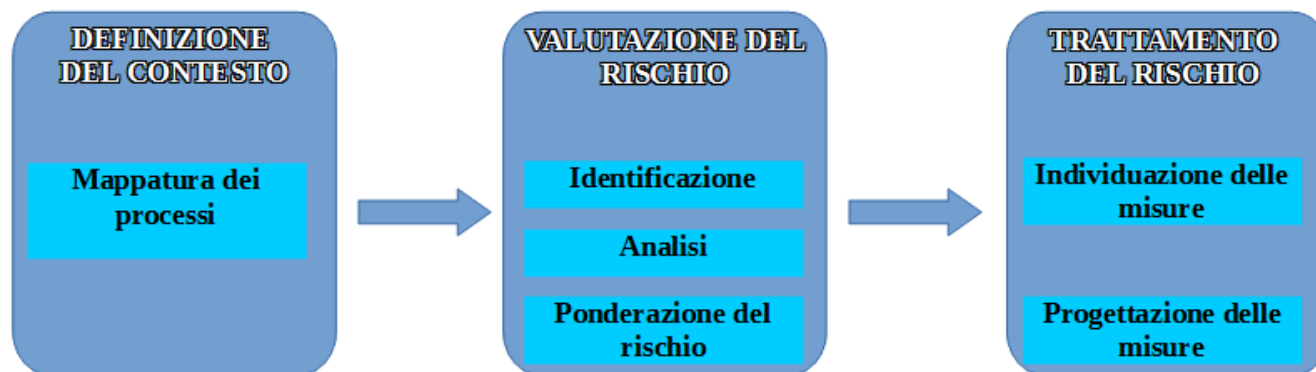 DEFINIZIONE
DEL CONTESTO
Mappatura dei
processi
VALUTAZIONE DEL
RISCHIO
Identificazione
Analisi
Ponderazione del
rischio
TRATTAMENTO
DEL RISCHIO
Individuazione delle
misure
Progettazione delle
misure